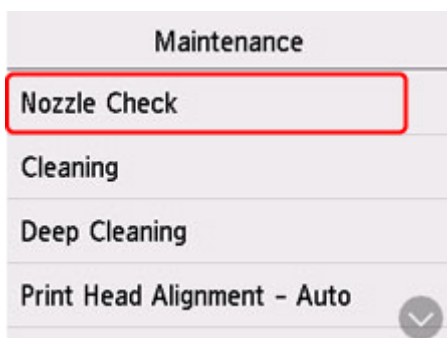 Maintenance
Nozzle Check
Cleaning
Deep Cleaning
Print Head Alignment - Auto